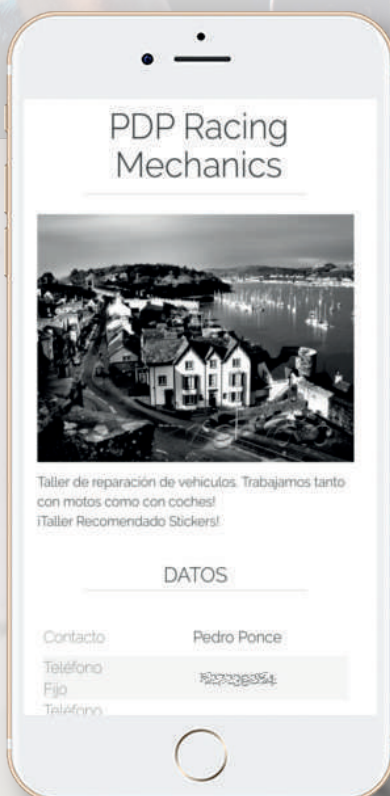 PDP Racing
Mechanics
Taller de reparación de vehiculos. Trabajamos tanto
con motos como con coches!
¡Taller Recomendado Stickers!
DATOS
Contacto Pedro Ponce
Teléfono
Fijo
Teléfono